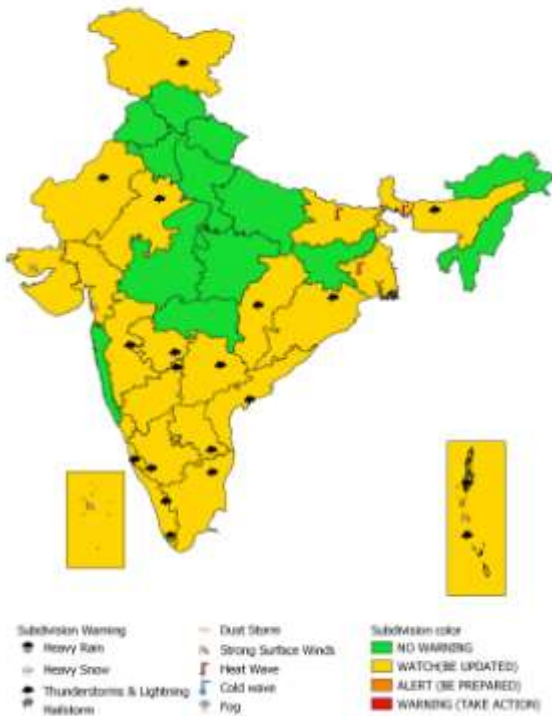 Subdivision Warning
Heavy Rain
Heavy Snow
Thunderstorms & Lightning
Hailstorm
Dust Storm
Strong Surface Winds
Heat Wave
Cold wave
Fog
Subdivision color
NO WARNING
WATCH(BE UPDATED)
ALERT (BE PREPARED)
WARNING (TAKE ACTION)